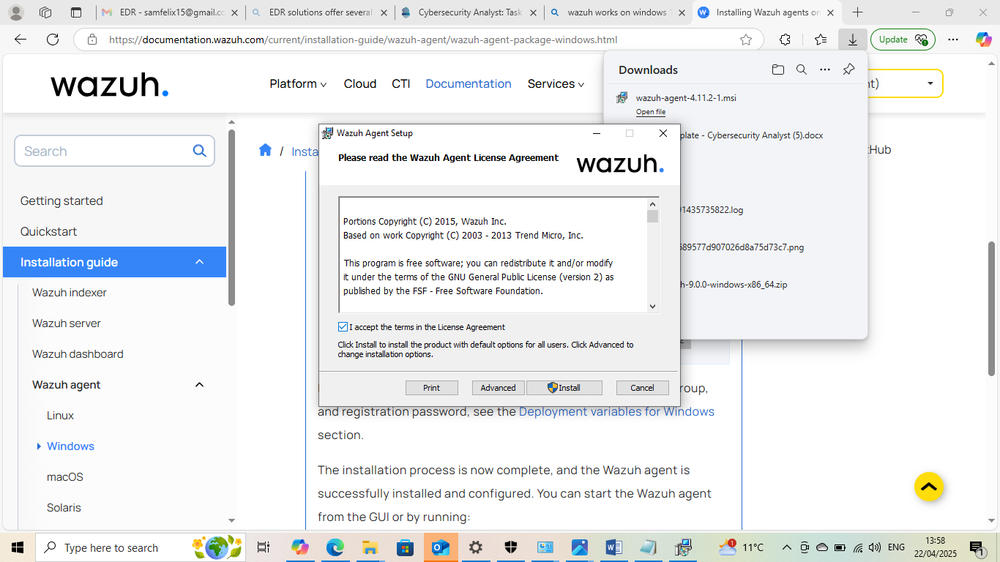 EDR - samfelix15@gmail.cc
EDR solutions offer several
Cybersecurity Analyst: Task
wazuh works on windows 1
Installing Wazuh agents on
https://documentation.wazuh.com/current/installation-guide/wazuh-agent/wazuh-agent-package-windows.html
Update
wazuh.
Platform
Cloud
CTI
Documentation
Services
nt)
Downloads
wazuh-agent-4.11.2-1.msi
Open file
plate - Cybersecurity Analyst (5).docx
91435735822.log
589577d907026d8a75d73c7.png
h-9.0.0-windows-x86_64.zip
Search
/ Insta
tHub
Getting started
Quickstart
Installation guide
Wazuh indexer
Wazuh server
Wazuh dashboard
Wazuh agent
Linux
Windows
macOS
Solaris
Wazuh Agent Setup
Please read the Wazuh Agent License Agreement
wazuh.
Portions Copyright (C) 2015, Wazuh Inc.
Based on work Copyright (C) 2003 - 2013 Trend Micro, Inc.
This program is free software; you can redistribute it and/or modify
it under the terms of the GNU General Public License (version 2) as
published by the FSF - Free Software Foundation.
I accept the terms in the License Agreement
Click Install to install the product with default options for all users. Click Advanced to
change installation options.
Print
Advanced
Install
Cancel
roup,
and registration password, see the Deployment variables for Windows
section.
The installation process is now complete, and the Wazuh agent is
successfully installed and configured. You can start the Wazuh agent
from the GUI or by running:
Type here to search
1
11°C
ENG
13:58
22/04/2025
1